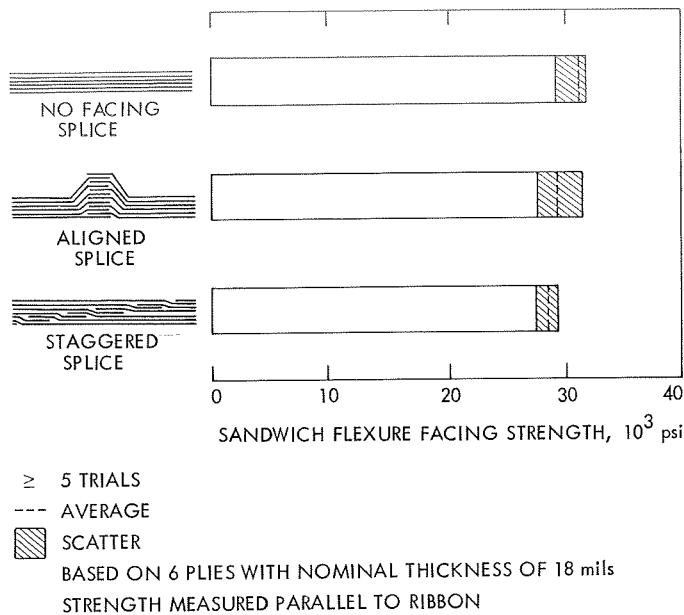 NO FACING
SPLICE
ALIGNED
SPLICE
STAGGERED
SPLICE
0 10 20 30 40
SANDWICH FLEXURE FACING STRENGTH, 10³ psi
≥ 5 TRIALS
--- AVERAGE
SCATTER
BASED ON 6 PLIES WITH NOMINAL THICKNESS OF 18 mils
STRENGTH MEASURED PARALLEL TO RIBBON